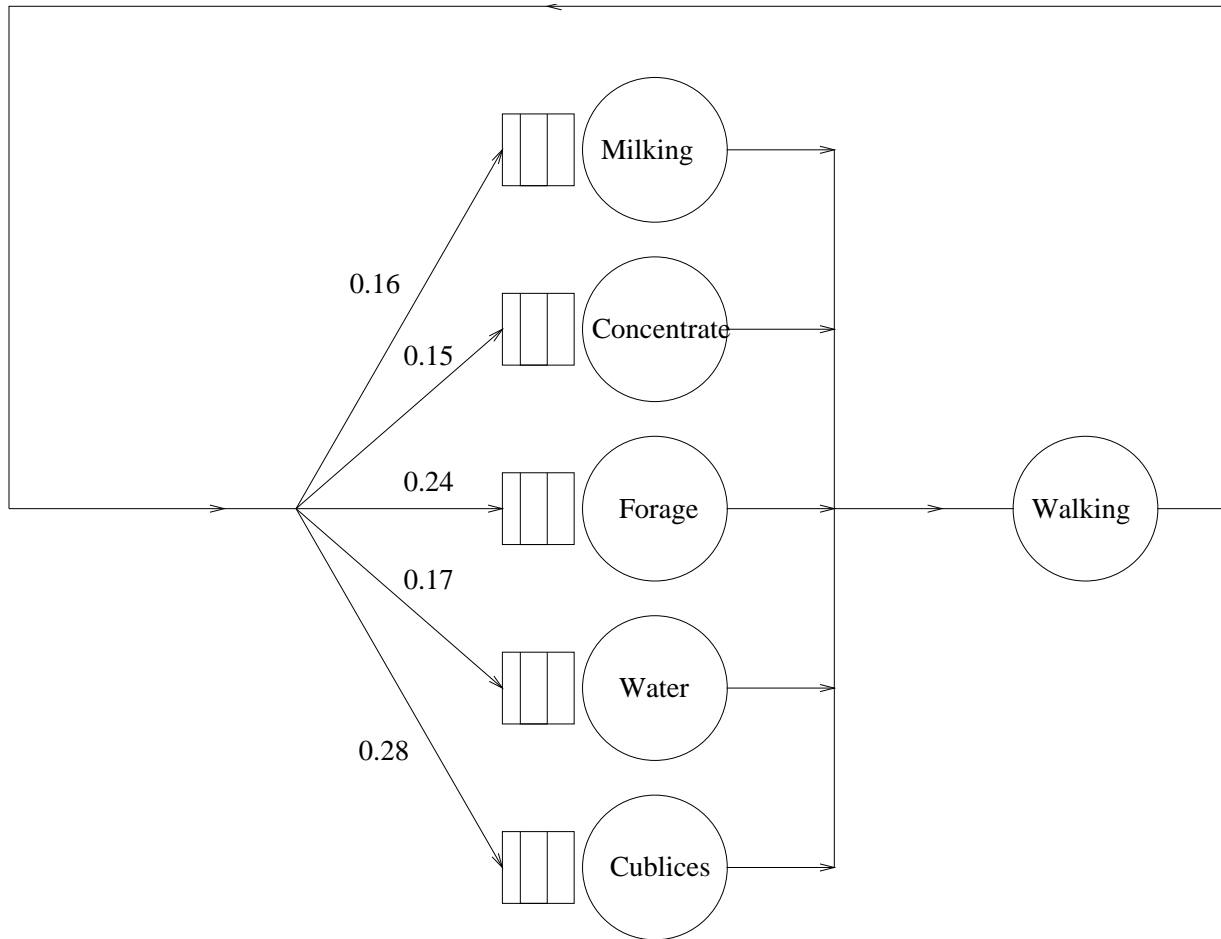 Milking
0.16
Concentrate
0.15
0.24
Forage
Walking
0.17
Water
0.28
Cublices